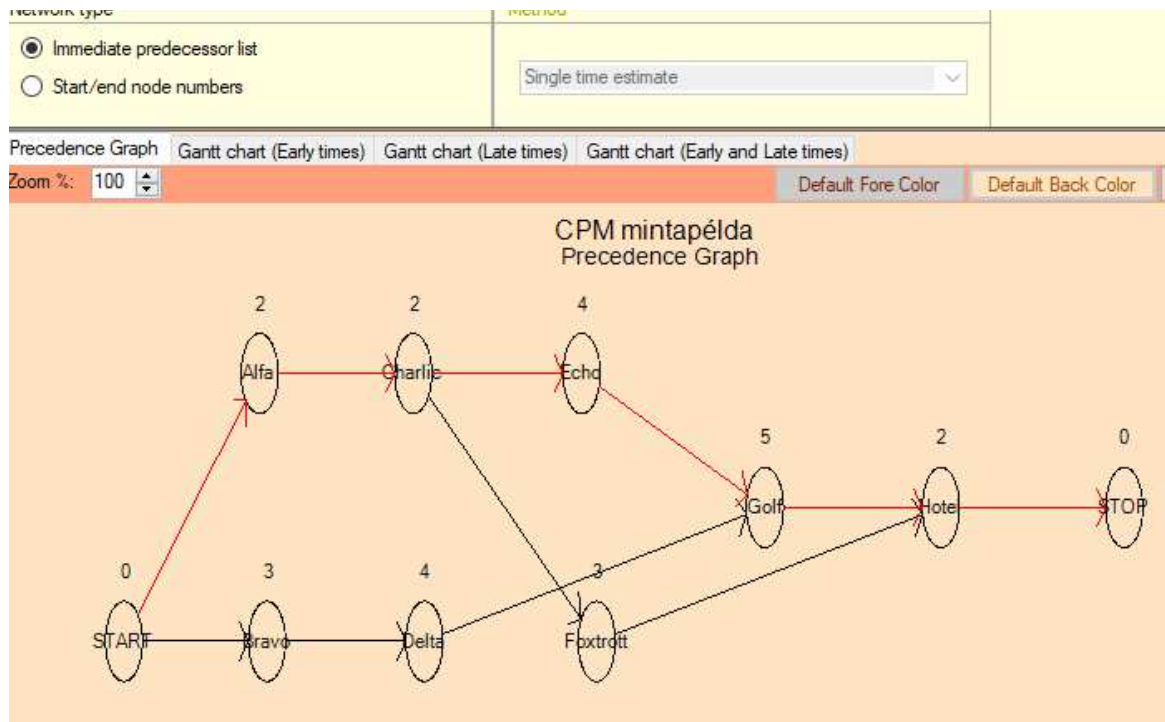 Network type Method
Immediate predecessor list
Start/end node numbers
Single time estimate
Precedence Graph Gantt chart (Early times) Gantt chart (Late times) Gantt chart (Early and Late times)
Zoom %: 100 Default Fore Color Default Back Color
CPM mintapélda
Precedence Graph
2 2 4
Alfa Charlie Echo
5 2 0
Golf Hotel STOP
0 3 4 3
START Bravo Delta Foxtrott